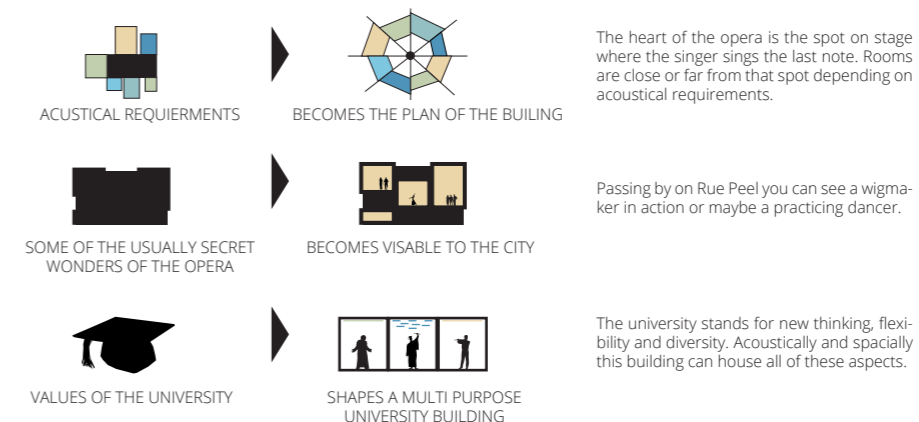 ACUSTICAL REQUIERMENTS
BECOMES THE PLAN OF THE BUILING
The heart of the opera is the spot on stage
where the singer sings the last note. Rooms
are close or far from that spot depending on
acoustical requirements.
SOME OF THE USUALLY SECRET
WONDERS OF THE OPERA
BECOMES VISABLE TO THE CITY
Passing by on Rue Peel you can see a wigma-
ker in action or maybe a practicing dancer.
VALUES OF THE UNIVERSITY
SHAPES A MULTI PURPOSE
UNIVERSITY BUILDING
The university stands for new thinking, flexi-
bility and diversity. Acoustically and spacially
this building can house all of these aspects.